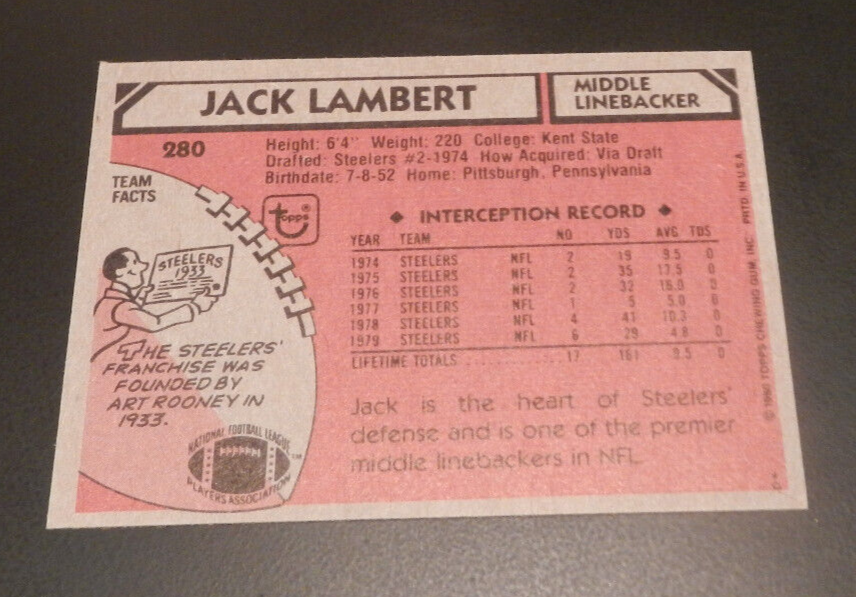 JACK LAMBERT
MIDDLE
LINEBACKER
280
Height: 6'4" Weight: 220 College: Kent State
Drafted: Steelers #2-1974 How Acquired: Via Draft
Birthdate: 7-8-52 Home: Pittsburgh, Pennsylvania
TEAM
FACTS
topps®
STEELERS
1933
THE STEELERS'
FRANCHISE WAS
FOUNDED BY
ART ROONEY IN
1933.
NATIONAL FOOTBALL LEAGUE
PLAYERS ASSOCIATION
◆ INTERCEPTION RECORD ◆
YEAR TEAM NO YDS AVG TDS
1974 STEELERS NFL 2 19 9.5 0
1975 STEELERS NFL 2 35 17.5 0
1976 STEELERS NFL 2 32 16.0 0
1977 STEELERS NFL 1 5 5.0 0
1978 STEELERS NFL 4 41 10.3 0
1979 STEELERS NFL 6 29 4.8 0
LIFETIME TOTALS 17 161 9.5 0
Jack is the heart of Steelers'
defense and is one of the premier
middle linebackers in NFL.
© 1980 TOPPS CHEWING GUM, INC. PRTD. IN U.S.A.